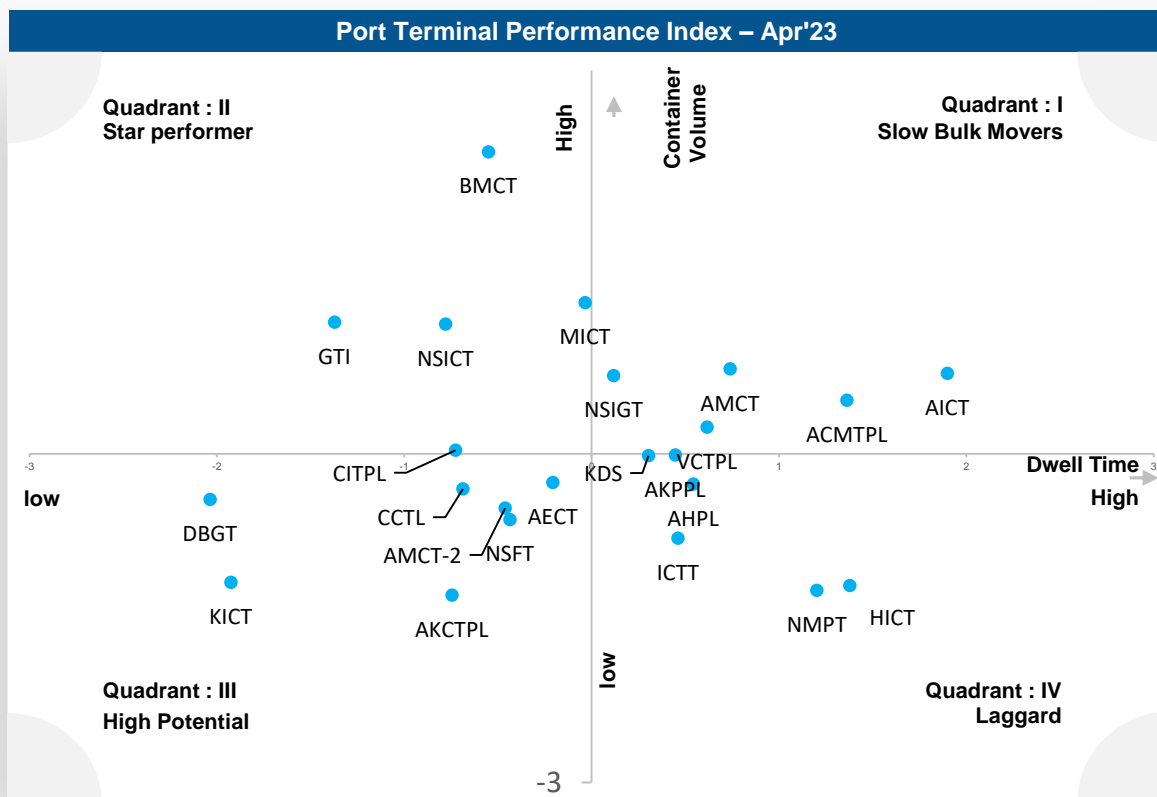 Port Terminal Performance Index – Apr'23
Quadrant : II
Star performer
High
Container
Volume
Quadrant : I
Slow Bulk Movers
BMCT
MICT
GTI
NSICT
NSIGT
AMCT
ACMTPL
AICT
-3
-2
-1
0
1
2
3
CITPL
KDS
VCTPL
Dwell Time
low
High
CCTL
AECT
AKPPL
DBGT
AMCT-2
NSFT
AHPL
ICTT
KICT
AKCTPL
NMPT
HICT
low
Quadrant : III
High Potential
Quadrant : IV
Laggard
-3